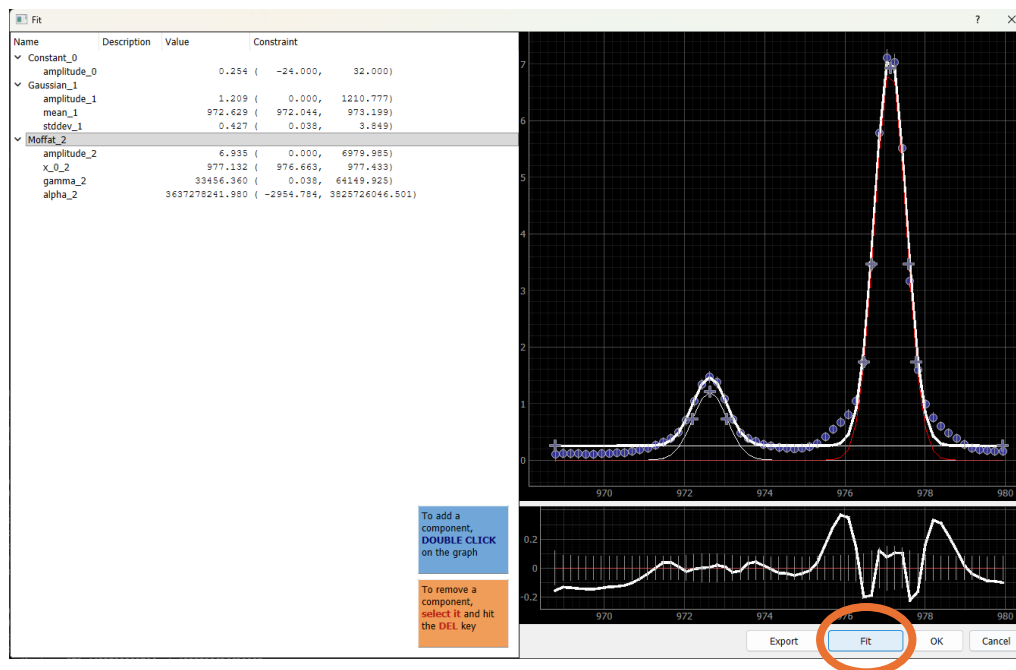 Fit
? ×
Name Description Value Constraint
Constant_0
amplitude_0 0.254 ( -24.000, 32.000)
Gaussian_1
amplitude_1 1.209 ( 0.000, 1210.777)
mean_1 972.629 ( 972.044, 973.199)
stddev_1 0.427 ( 0.038, 3.849)
Moffat_2
amplitude_2 6.935 ( 0.000, 6979.985)
x_0_2 977.132 ( 976.663, 977.433)
gamma_2 33456.360 ( 0.038, 64149.925)
alpha_2 3637278241.980 ( -2954.784, 3825726046.501)
7
6
5
4
3
2
1
0
970 972 974 976 978 980
To add a
component,
DOUBLE CLICK
on the graph
To remove a
component,
select it and hit
the DEL key
0.2
0
-0.2
970 972 974 976 978 980
Export Fit OK Cancel